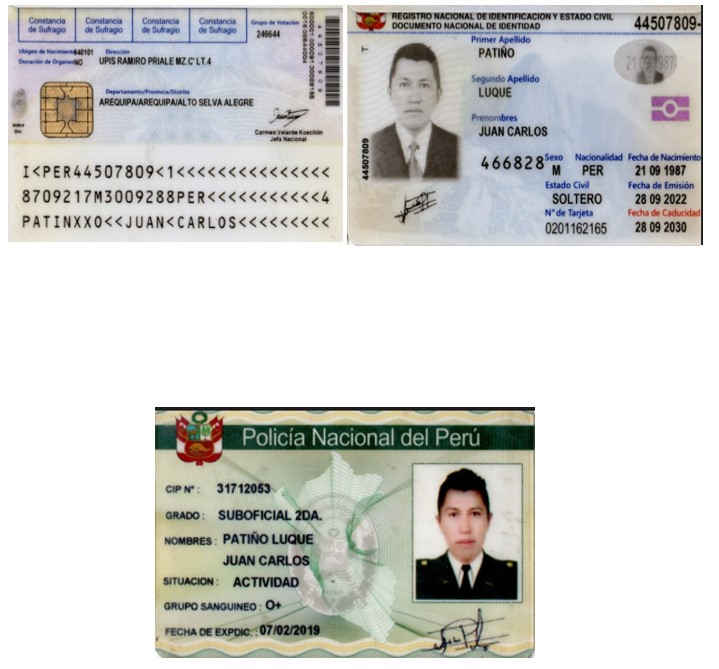 Constancia de Sufragio
Constancia de Sufragio
Constancia de Sufragio
Constancia de Sufragio
Grupo de Votación
246644
Ubigeo de Nacimiento 640101 Dirección
Donación de Órganos NO UPIS RAMIRO PRIALE MZ.C' LT.4
Departamento/Provincia/Distrito
AREQUIPA/AREQUIPA/ALTO SELVA ALEGRE
Carmen Velarde Koechlin
Jefa Nacional
I<PER44507809<1<<<<<<<<<<<<<<<
8709217M3009288PER<<<<<<<<<<<4
PATINXXO<<JUAN<CARLOS<<<<<<<<<
REGISTRO NACIONAL DE IDENTIFICACION Y ESTADO CIVIL
DOCUMENTO NACIONAL DE IDENTIDAD
44507809-
Primer Apellido
PATIÑO
Segundo Apellido
LUQUE
Prenombres
JUAN CARLOS
44507809
466828
Sexo Nacionalidad Fecha de Nacimiento
M PER 21 09 1987
Estado Civil Fecha de Emisión
SOLTERO 28 09 2022
N° de Tarjeta Fecha de Caducidad
0201162165 28 09 2030
Policía Nacional del Perú
CIP N° : 31712053
GRADO : SUBOFICIAL 2DA.
NOMBRES : PATIÑO LUQUE
JUAN CARLOS
SITUACION : ACTIVIDAD
GRUPO SANGUINEO : O+
FECHA DE EXPDIC. : 07/02/2019